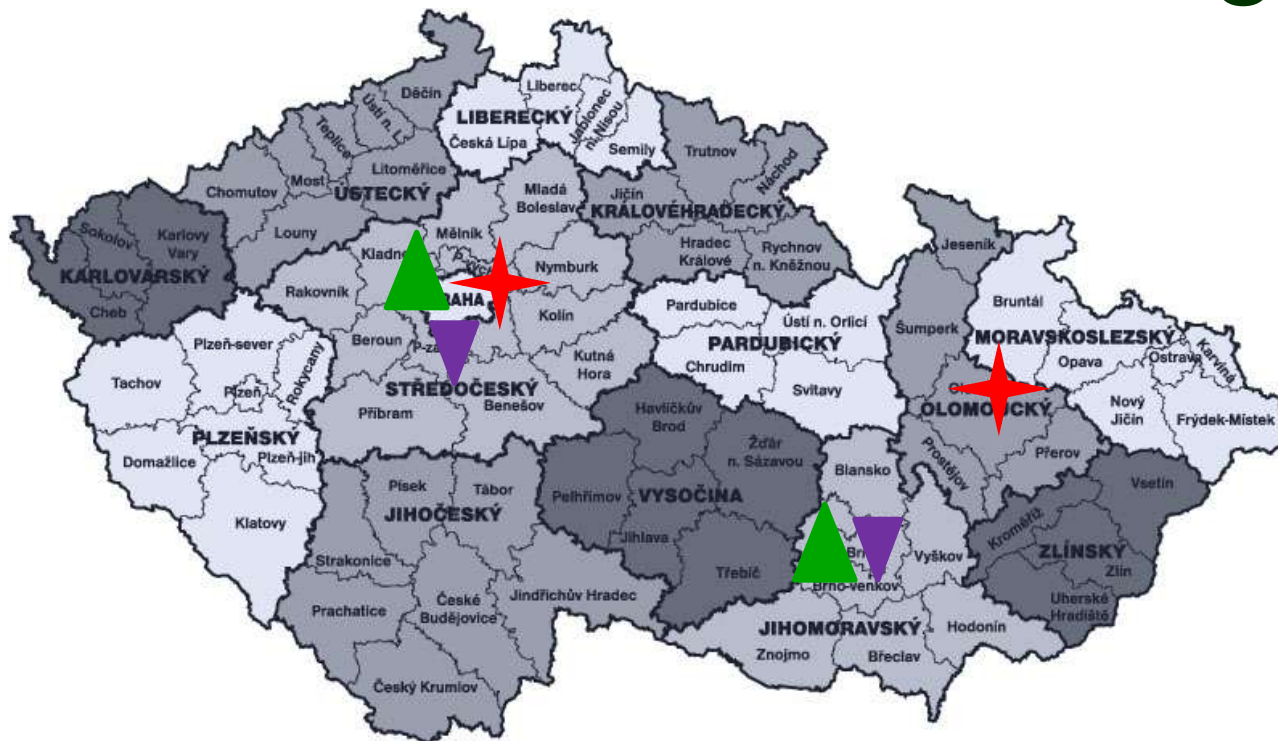 Děčín
Liberec
Ústí n. L.
LIBERECKÝ
Jablonec
n. Nisou
Teplice
Česká Lípa
Semily
Trutnov
Náchod
Litoměřice
Most
Chomutov
ÚSTECKÝ
Mladá
Boleslav
Jičín
KRÁLOVÉHRADECKÝ
Louny
Mělník
Sokolov
Karlovy
Vary
Hradec
Králové
Rychnov
n. Kněžnou
Jeseník
Nymburk
KARLOVARSKÝ
Rakovník
Cheb
Kolín
Pardubice
Bruntál
Ústí n. Orlicí
Šumperk
MORAVSKOSLEZSKÝ
Plzeň-sever
Rokycany
Beroun
PARDUBICKÝ
Kutná
Hora
Chrudim
Opava
Ostrava
Karviná
Tachov
Plzeň
STŘEDOČESKÝ
Benešov
Svitavy
Příbram
Havlíčkův
Brod
OLOMOUCKÝ
Nový
Jičín
Frýdek-Místek
PLZEŇSKÝ
Plzeň-jih
Domažlice
Žďár
n. Sázavou
Blansko
Prostějov
Přerov
Písek
Tábor
Pelhřimov
VYSOČINA
Vsetín
JIHOČESKÝ
Klatovy
Jihlava
Kroměříž
ZLÍNSKÝ
Zlín
Strakonice
Třebíč
Vyškov
Brno-venkov
Jindřichův Hradec
Prachatice
České
Budějovice
Uherské
Hradiště
JIHOMORAVSKÝ
Hodonín
Znojmo
Břeclav
Český Krumlov